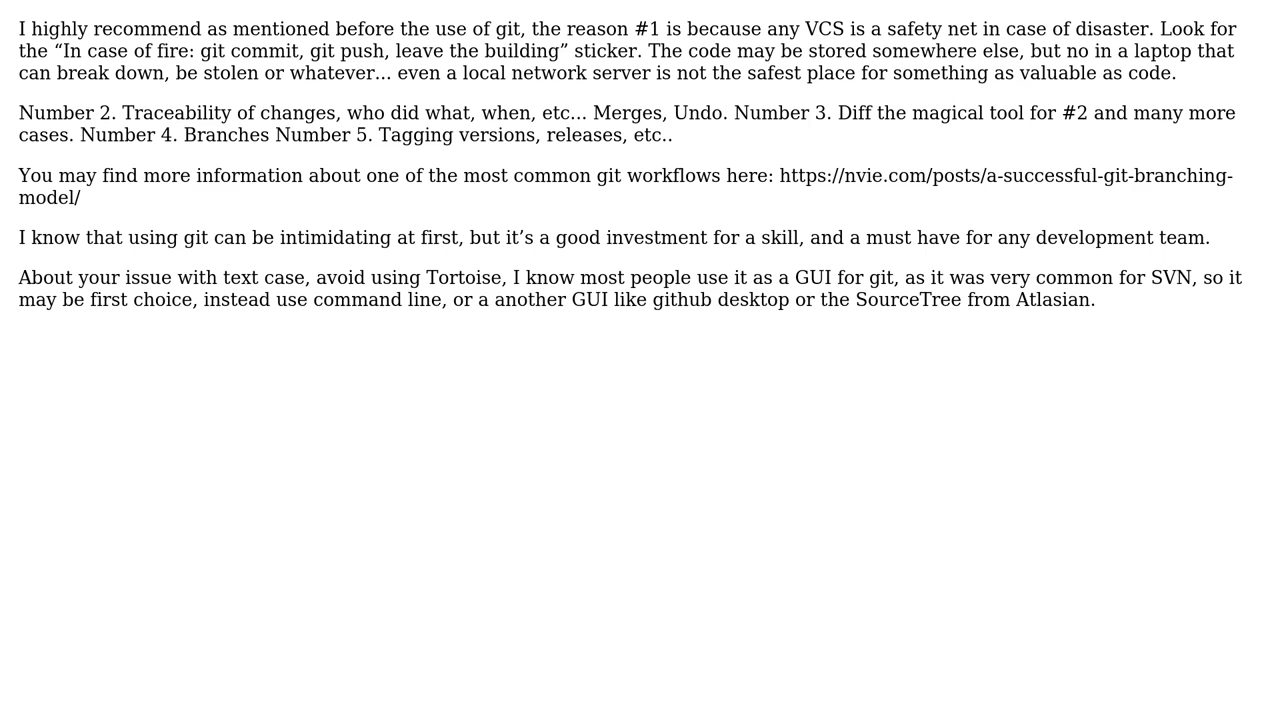 I highly recommend as mentioned before the use of git, the reason #1 is because any VCS is a safety net in case of disaster. Look for
the “In case of fire: git commit, git push, leave the building” sticker. The code may be stored somewhere else, but no in a laptop that
can break down, be stolen or whatever... even a local network server is not the safest place for something as valuable as code.
Number 2. Traceability of changes, who did what, when, etc... Merges, Undo. Number 3. Diff the magical tool for #2 and many more
cases. Number 4. Branches Number 5. Tagging versions, releases, etc..
You may find more information about one of the most common git workflows here: https://nvie.com/posts/a-successful-git-branching-
model/
I know that using git can be intimidating at first, but it’s a good investment for a skill, and a must have for any development team.
About your issue with text case, avoid using Tortoise, I know most people use it as a GUI for git, as it was very common for SVN, so it
may be first choice, instead use command line, or a another GUI like github desktop or the SourceTree from Atlasian.